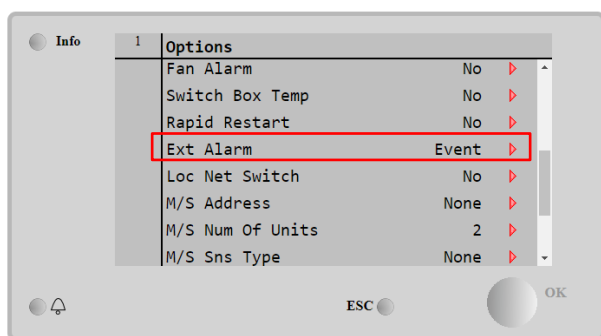 Info
1 Options
Fan Alarm No
Switch Box Temp No
Rapid Restart No
Ext Alarm Event
Loc Net Switch No
M/S Address None
M/S Num Of Units 2
M/S Sns Type None
ESC
OK